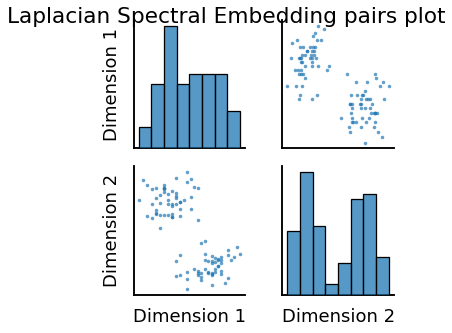 Laplacian Spectral Embedding pairs plot
Dimension 1
Dimension 2
Dimension 1
Dimension 2